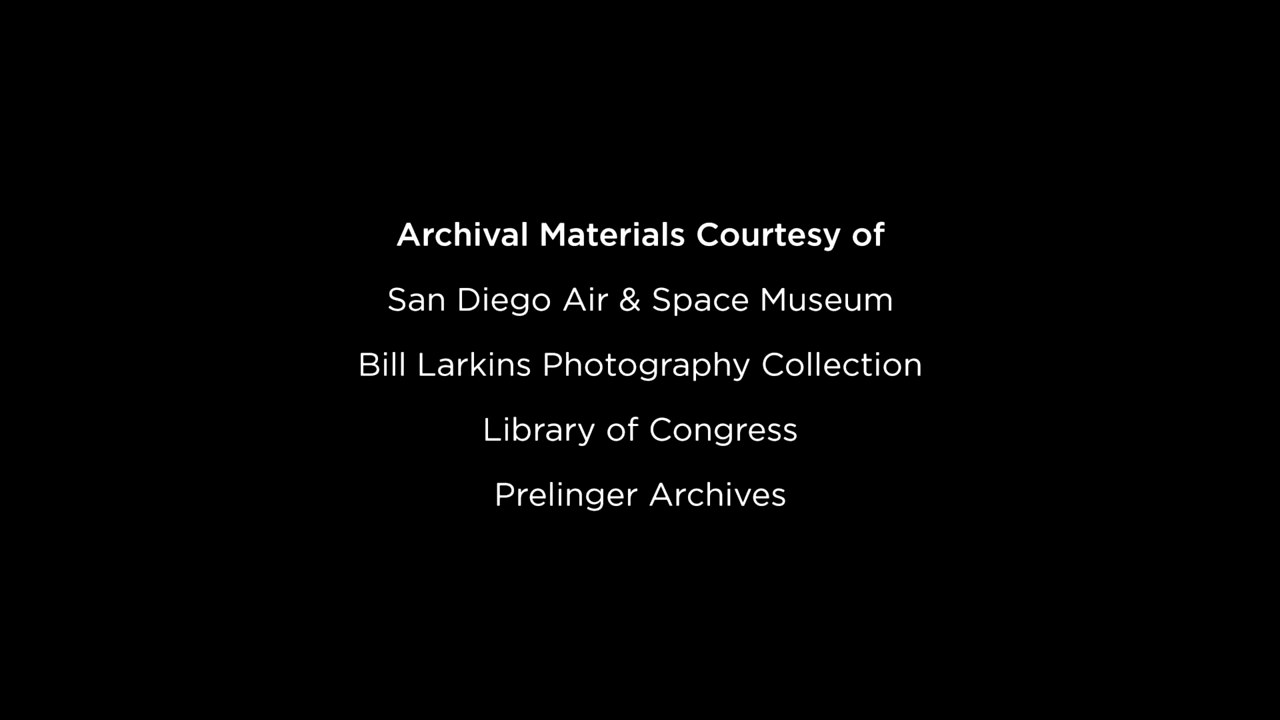 Archival Materials Courtesy of
San Diego Air & Space Museum
Bill Larkins Photography Collection
Library of Congress
Prelinger Archives